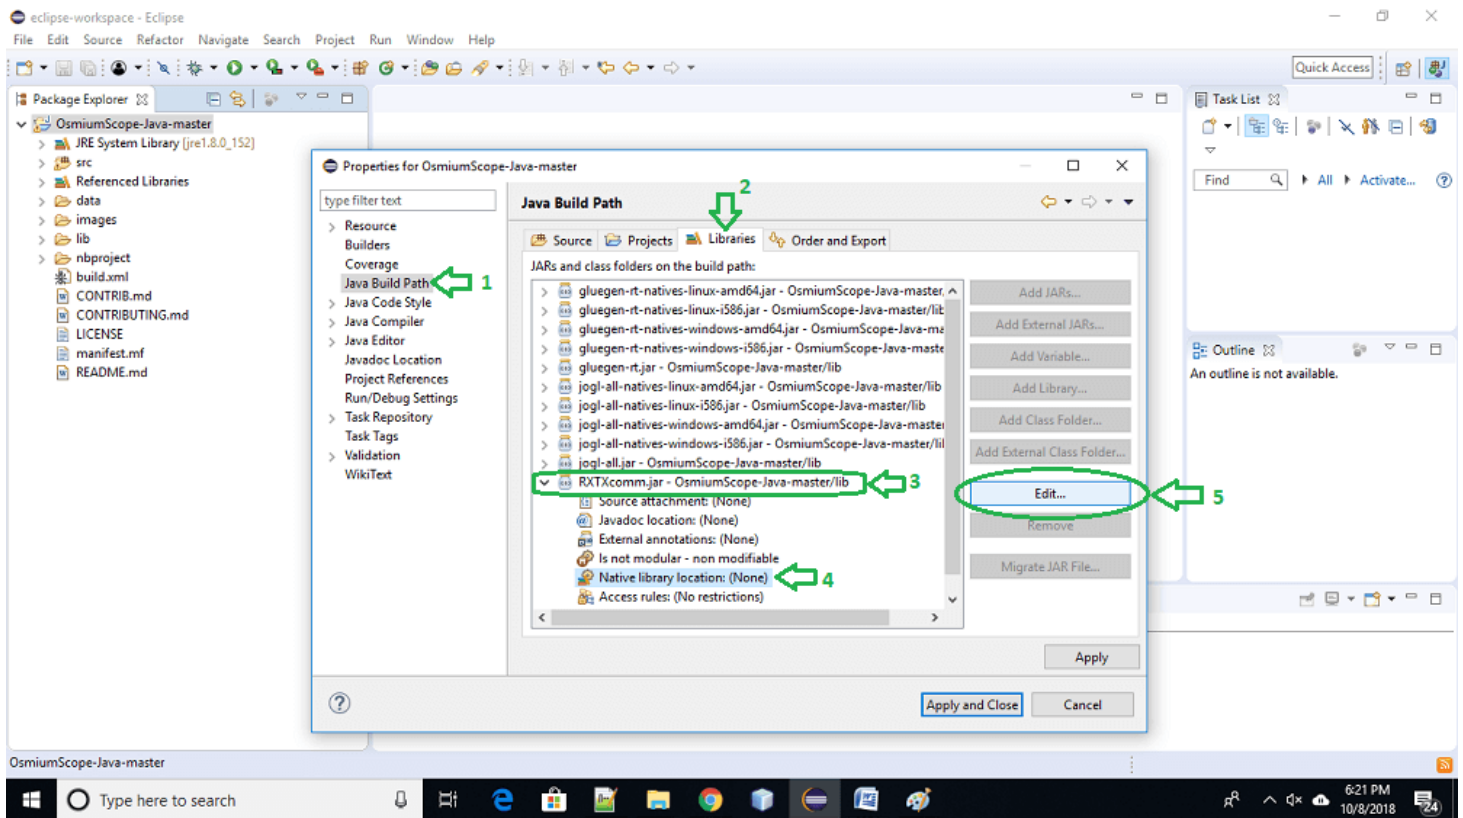 eclipse-workspace - Eclipse
File Edit Source Refactor Navigate Search Project Run Window Help
Quick Access
Package Explorer
OsmiumScope-Java-master
JRE System Library [jre1.8.0_152]
src
Referenced Libraries
data
images
lib
nbproject
build.xml
CONTRIB.md
CONTRIBUTING.md
LICENSE
manifest.mf
README.md
Properties for OsmiumScope-Java-master
type filter text
Resource
Builders
Coverage
Java Build Path
1
Java Code Style
Java Compiler
Java Editor
Javadoc Location
Project References
Run/Debug Settings
Task Repository
Task Tags
Validation
WikiText
Java Build Path
2
Source Projects Libraries Order and Export
JARs and class folders on the build path:
gluegen-rt-natives-linux-amd64.jar - OsmiumScope-Java-master,
gluegen-rt-natives-linux-i586.jar - OsmiumScope-Java-master/lib
gluegen-rt-natives-windows-amd64.jar - OsmiumScope-Java-ma
gluegen-rt-natives-windows-i586.jar - OsmiumScope-Java-maste
gluegen-rt.jar - OsmiumScope-Java-master/lib
jogl-all-natives-linux-amd64.jar - OsmiumScope-Java-master/lib
jogl-all-natives-linux-i586.jar - OsmiumScope-Java-master/lib
jogl-all-natives-windows-amd64.jar - OsmiumScope-Java-master
jogl-all-natives-windows-i586.jar - OsmiumScope-Java-master/lil
jogl-all.jar - OsmiumScope-Java-master/lib
RXTXcomm.jar - OsmiumScope-Java-master/lib
3
Source attachment: (None)
Javadoc location: (None)
External annotations: (None)
Is not modular - non modifiable
Native library location: (None)
4
Access rules: (No restrictions)
Add JARs...
Add External JARs...
Add Variable...
Add Library...
Add Class Folder...
Add External Class Folder...
Edit...
5
Remove
Migrate JAR File...
Apply
?
Apply and Close
Cancel
Task List
Find
All
Activate...
?
Outline
An outline is not available.
OsmiumScope-Java-master
Type here to search
6:21 PM
10/8/2018
24